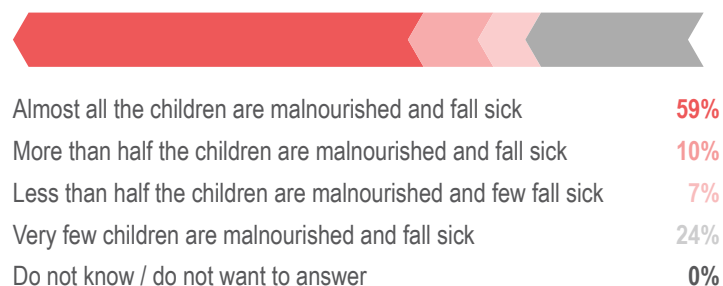 Almost all the children are malnourished and fall sick 59%
More than half the children are malnourished and fall sick 10%
Less than half the children are malnourished and few fall sick 7%
Very few children are malnourished and fall sick 24%
Do not know / do not want to answer 0%